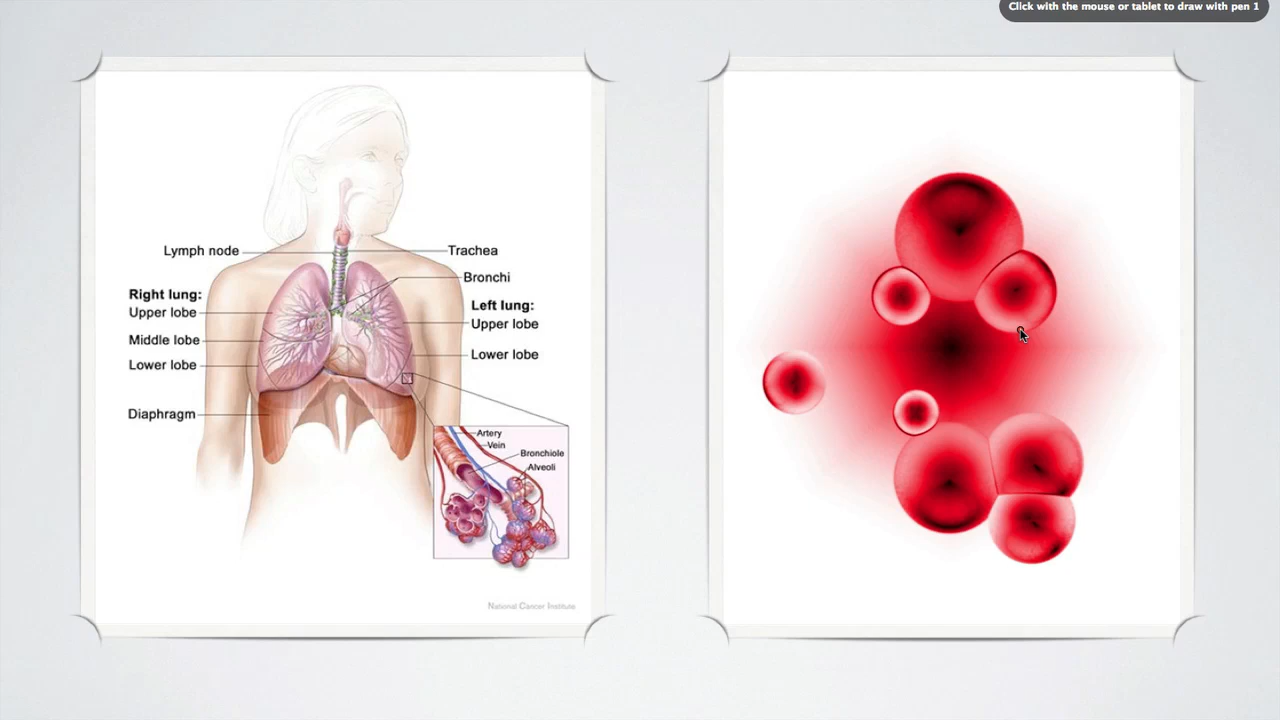 Click with the mouse or tablet to draw with pen 1
Lymph node
Trachea
Bronchi
Right lung:
Upper lobe
Middle lobe
Lower lobe
Left lung:
Upper lobe
Lower lobe
Diaphragm
Artery
Vein
Bronchiole
Alveoli
National Cancer Institute